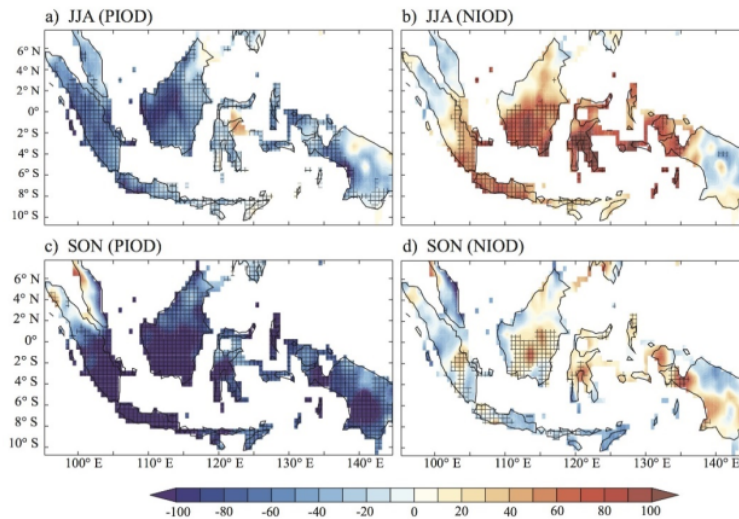 a) JJA (PIOD)
b) JJA (NIOD)
6° N
4° N
2° N
0°
2° S
4° S
6° S
8° S
10° S
c) SON (PIOD)
d) SON (NIOD)
6° N
4° N
2° N
0°
2° S
4° S
6° S
8° S
10° S
100° E 110° E 120° E 130° E 140° E 100° E 110° E 120° E 130° E 140° E
-100 -80 -60 -40 -20 0 20 40 60 80 100